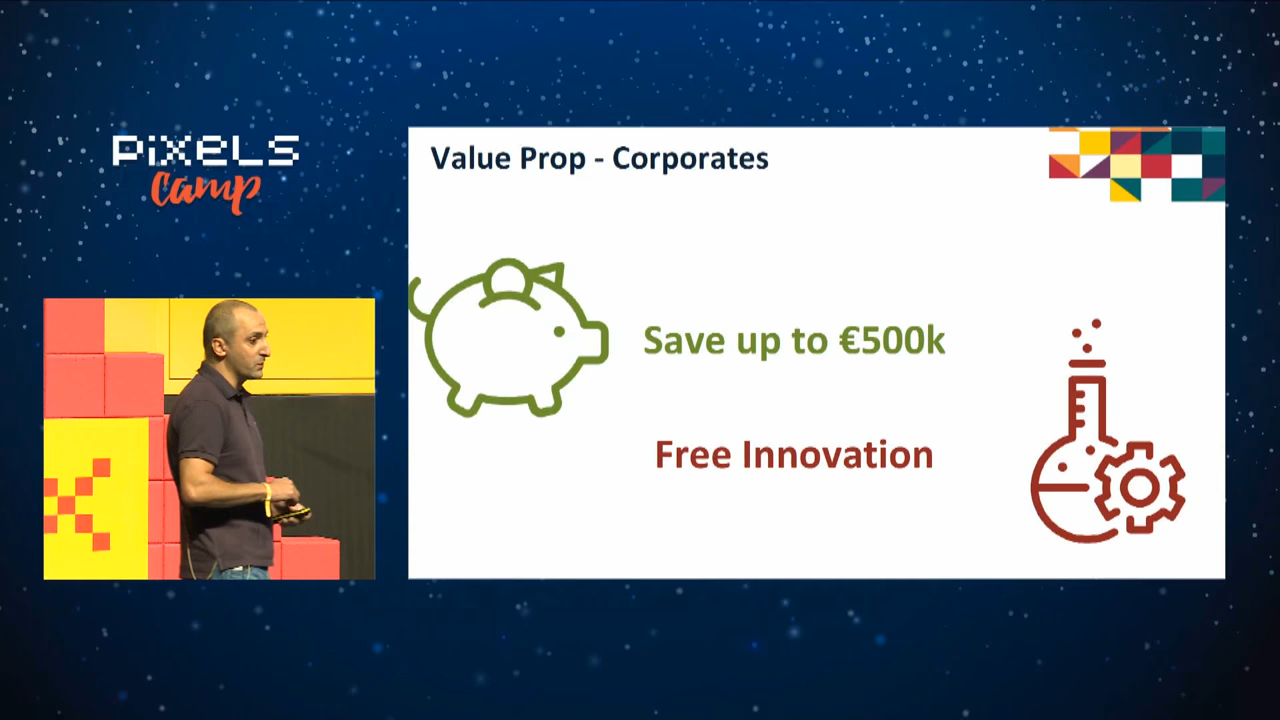 PixeLS
Camp
Value Prop - Corporates
Save up to €500k
Free Innovation